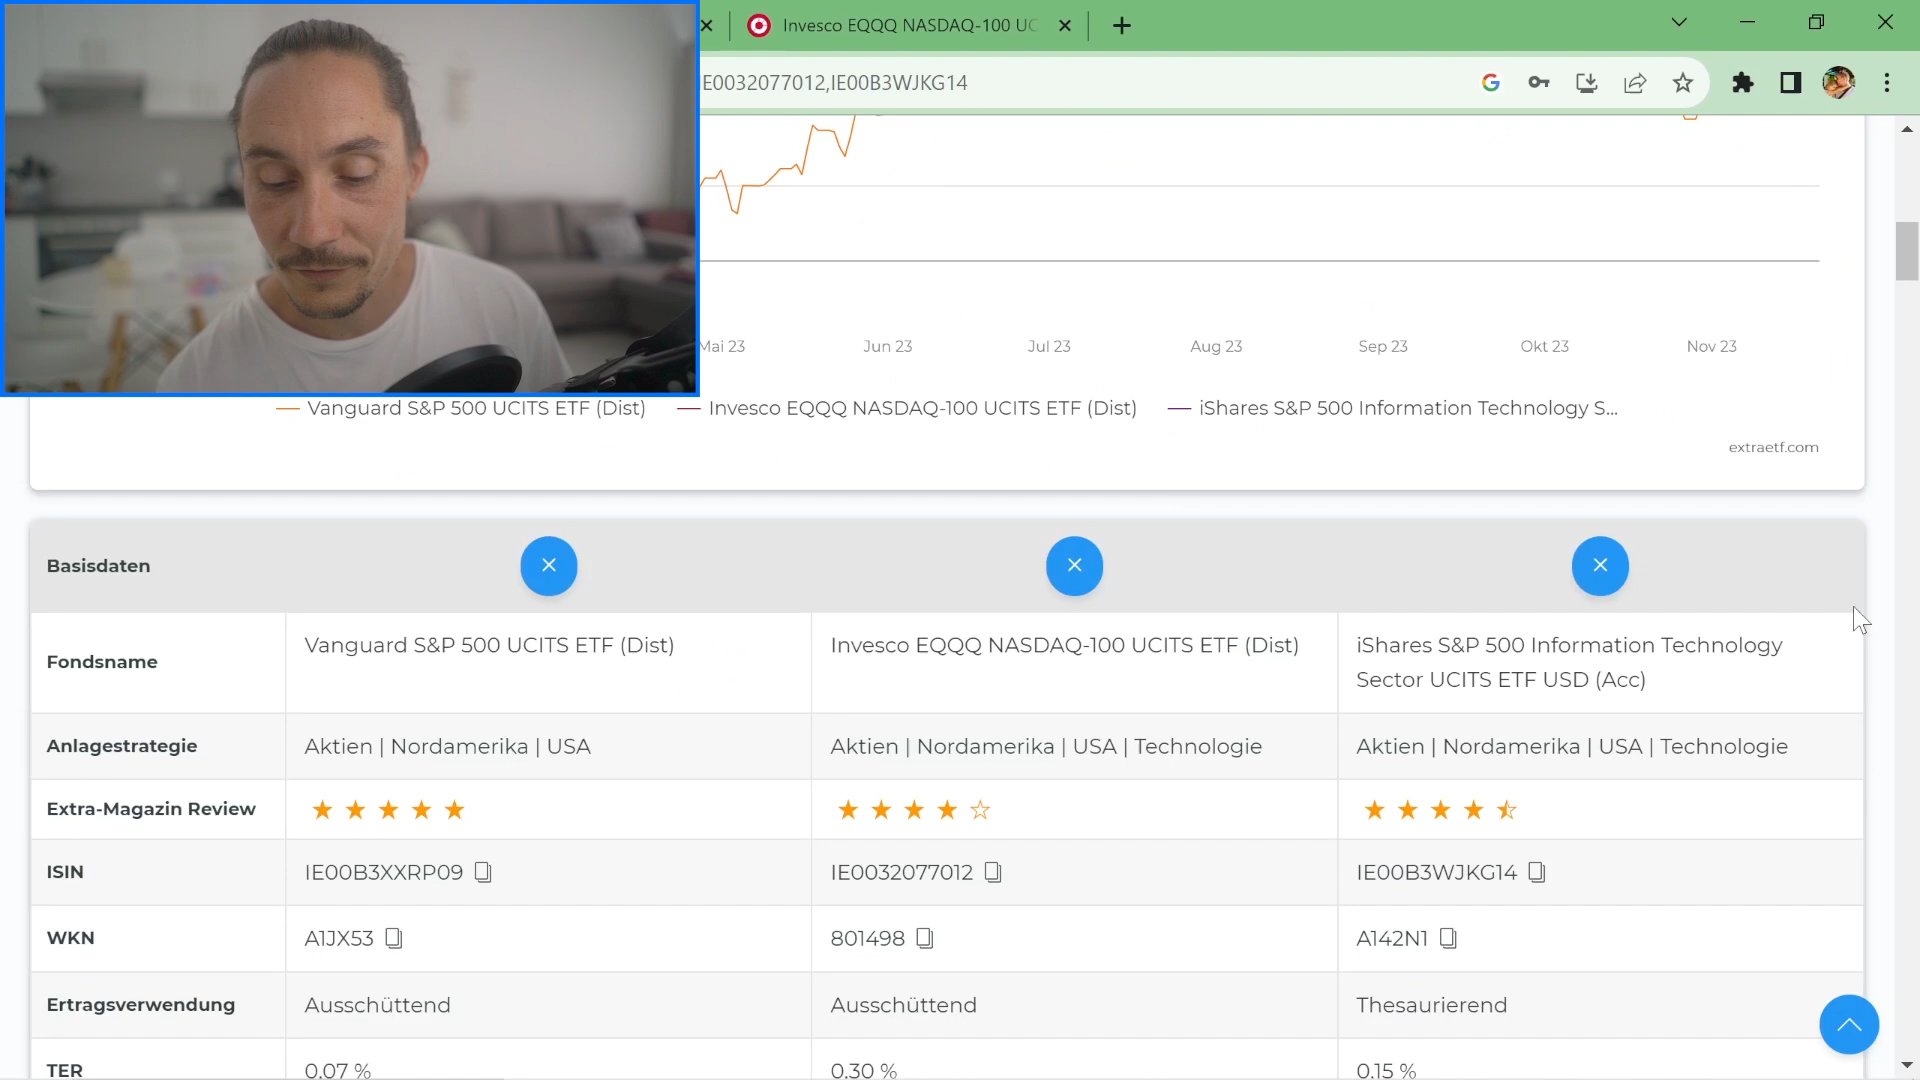 Invesco EQQQ NASDAQ-100 UC
E0032077012,IE00B3WJKG14
Mai 23 Jun 23 Jul 23 Aug 23 Sep 23 Okt 23 Nov 23
Vanguard S&P 500 UCITS ETF (Dist) Invesco EQQQ NASDAQ-100 UCITS ETF (Dist) iShares S&P 500 Information Technology S...
extraetf.com
Basisdaten
Fondsname Vanguard S&P 500 UCITS ETF (Dist) Invesco EQQQ NASDAQ-100 UCITS ETF (Dist) iShares S&P 500 Information Technology
Sector UCITS ETF USD (Acc)
Anlagestrategie Aktien | Nordamerika | USA Aktien | Nordamerika | USA | Technologie Aktien | Nordamerika | USA | Technologie
Extra-Magazin Review
ISIN IE00B3XXRP09 IE0032077012 IE00B3WJKG14
WKN A1JX53 801498 A142N1
Ertragsverwendung Ausschüttend Ausschüttend Thesaurierend
TER 0.07 % 0.30 % 0.15 %